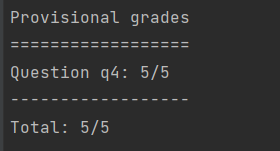 Provisional grades
==================
Question q4: 5/5
------------------
Total: 5/5